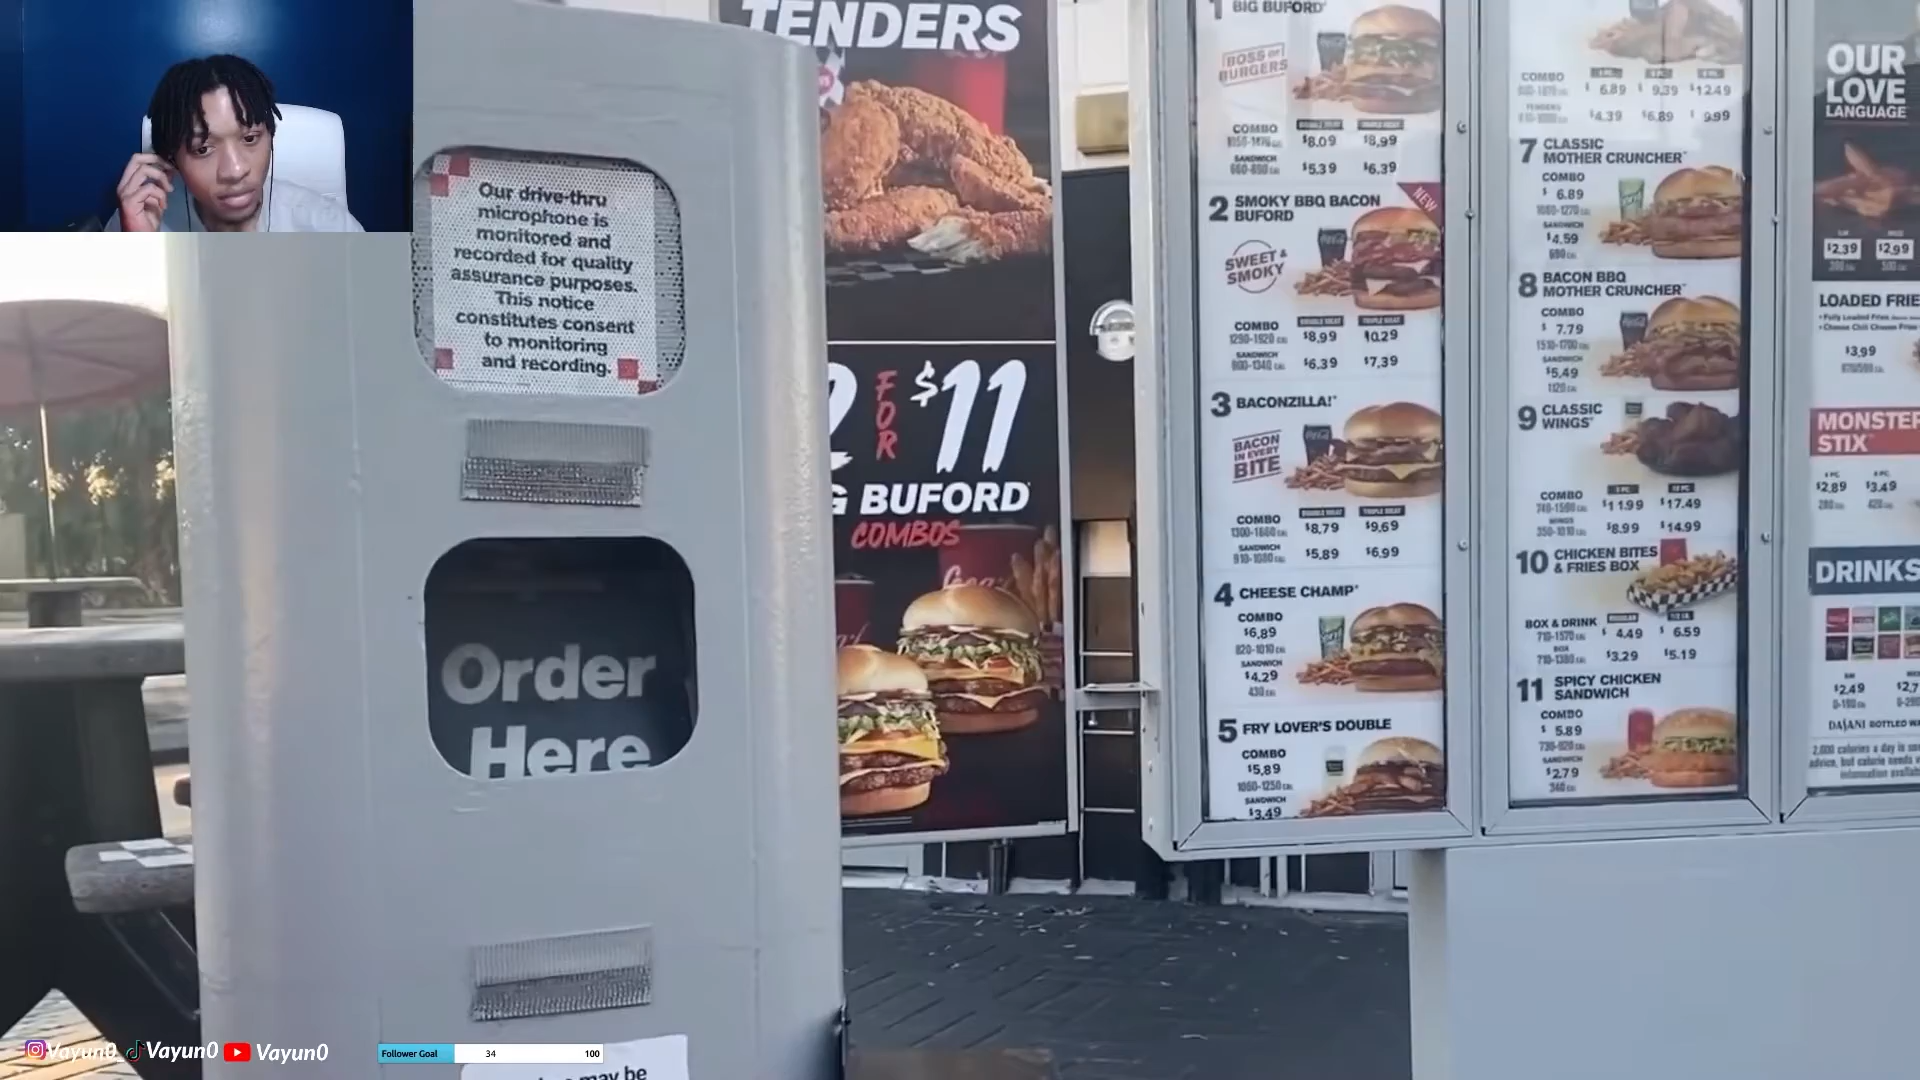 TENDERS
Our drive-thru
microphone is
monitored and
recorded for quality
assurance purposes.
This notice
constitutes consent
to monitoring
and recording.
Order
Here
may be
2 FOR $11
BUFORD
COMBOS
1 BIG BUFORD
BOSS OF
BURGERS
COMBO
$8.09 $8.99
SANDWICH
$5.39 $6.39
2 SMOKY BBQ BACON
BUFORD
NEW
SWEET &
SMOKY
COMBO
$8.99 $10.29
SANDWICH
$6.39 $7.39
3 BACONZILLA!
BACON
IN EVERY
BITE
COMBO
$8.79 $9.69
SANDWICH
$5.89 $6.99
4 CHEESE CHAMP
COMBO
$6.89
SANDWICH
$4.29
430 CAL
5 FRY LOVER'S DOUBLE
COMBO
$5.89
SANDWICH
$3.49
COMBO
$6.89 $9.39 $12.49
TENDERS
$4.39 $6.89 $9.99
7 CLASSIC
MOTHER CRUNCHER
COMBO
$6.89
SANDWICH
$4.59
8 BACON BBQ
MOTHER CRUNCHER
COMBO
$7.79
SANDWICH
$5.49
9 CLASSIC
WINGS
COMBO
$11.99 $17.49
WINGS
$8.99 $14.99
10 CHICKEN BITES
& FRIES BOX
BOX & DRINK
$4.49 $6.59
BOX
$3.29 $5.19
11 SPICY CHICKEN
SANDWICH
COMBO
$5.89
SANDWICH
$2.79
OUR
LOVE
LANGUAGE
$2.39 $2.99
LOADED FRIE
$3.99
MONSTER
STIX
$2.89 $3.49
DRINKS
$2.49
DASANI BOTTLED
Vayun0_ Vayun0 Vayun0
Follower Goal 34 100